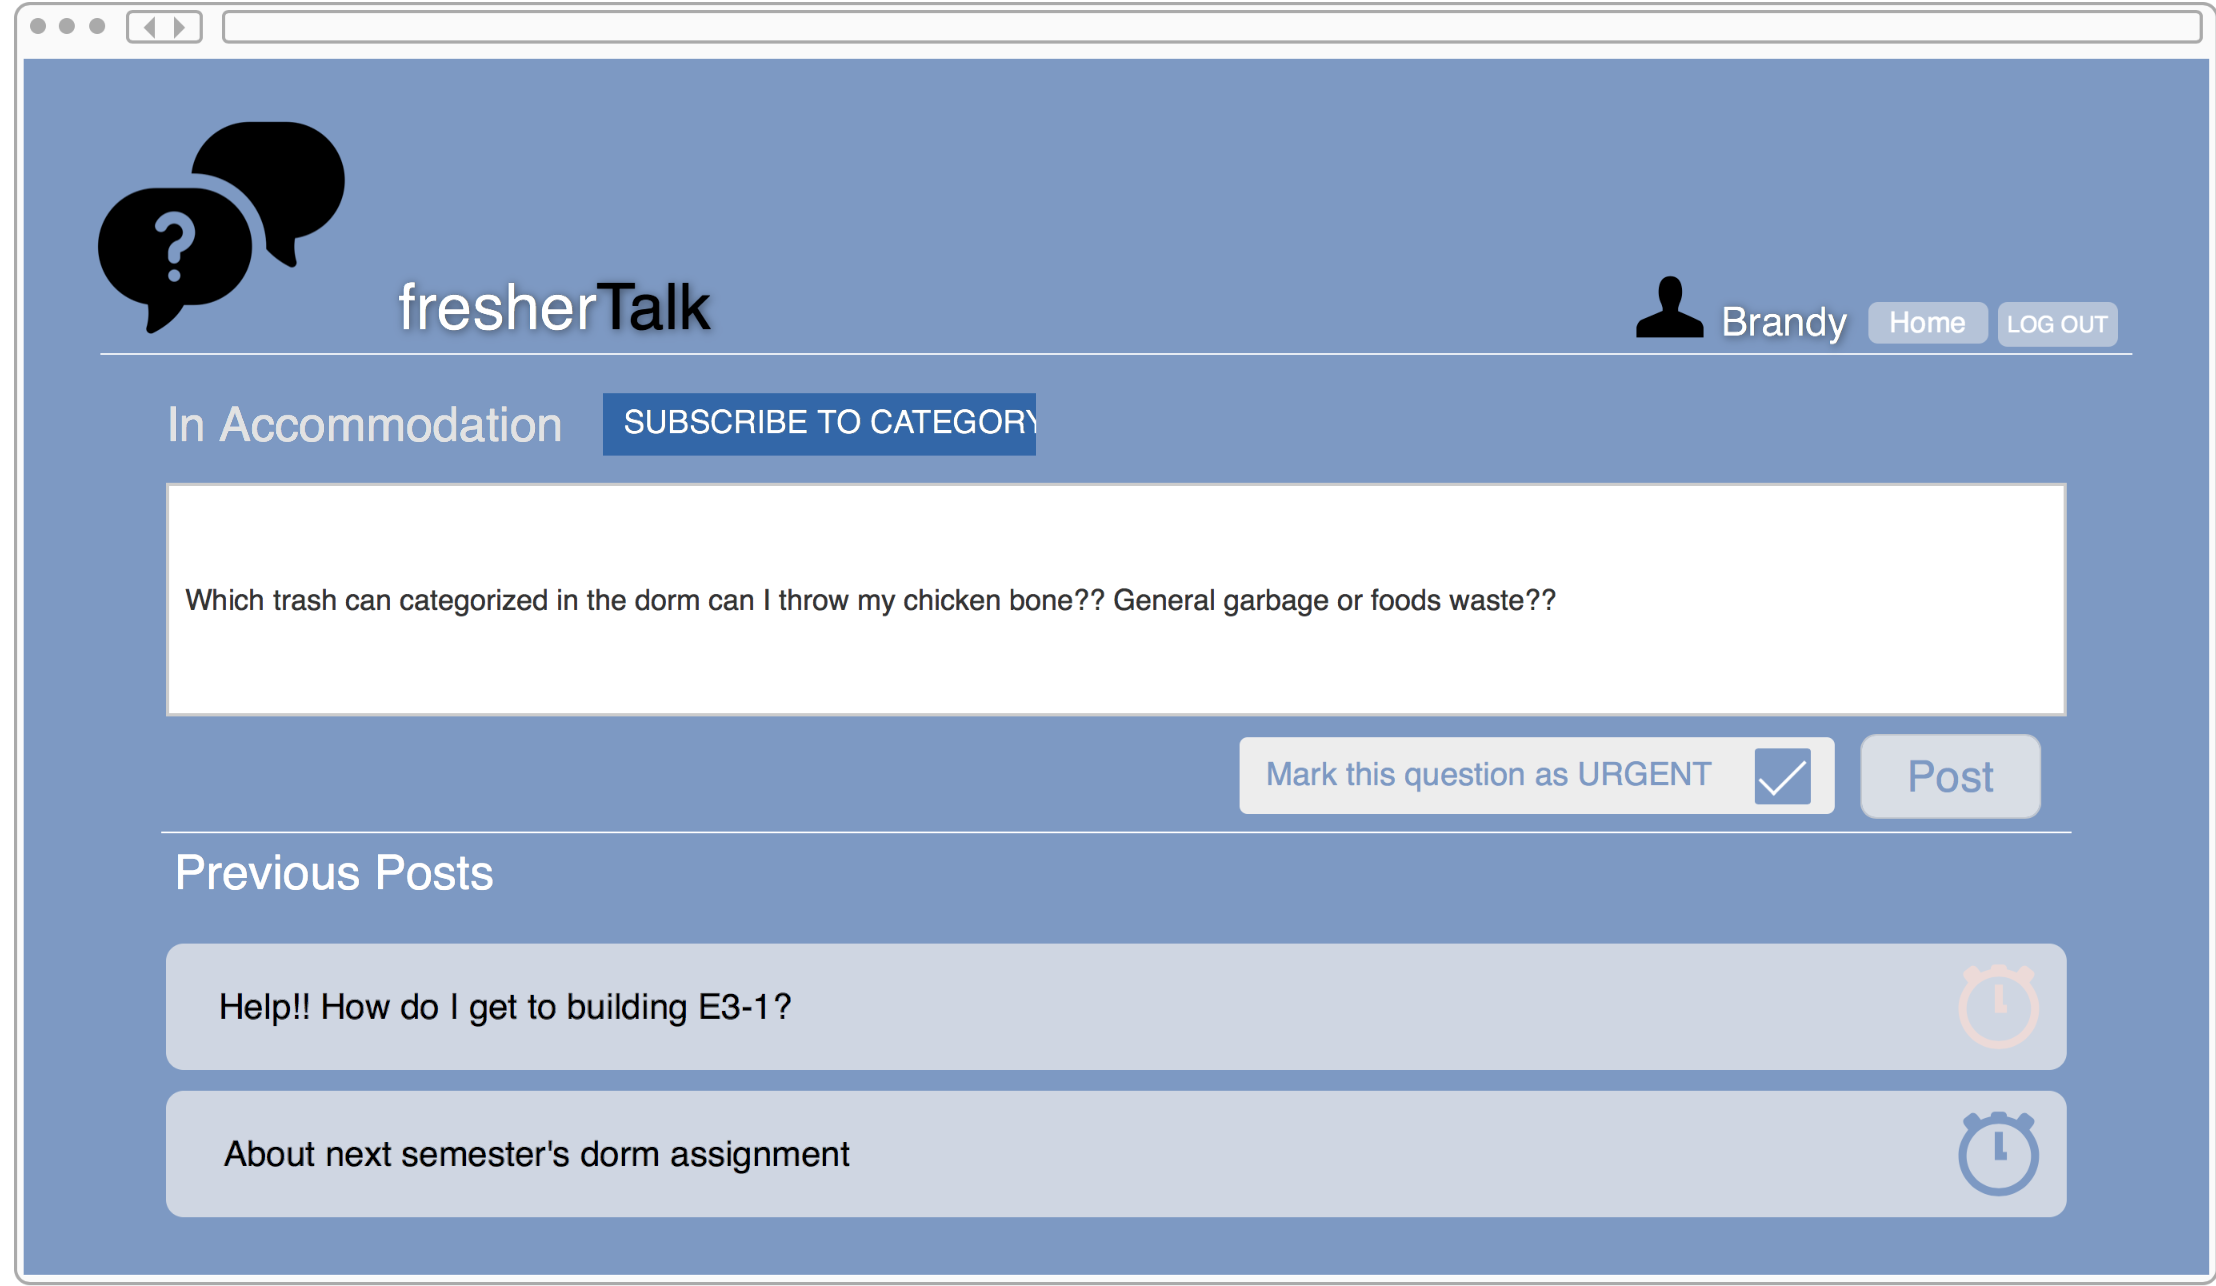 ?
fresherTalk
Brandy
Home
LOG OUT
In Accommodation
SUBSCRIBE TO CATEGORY
Which trash can categorized in the dorm can I throw my chicken bone?? General garbage or foods waste??
Mark this question as URGENT
Post
Previous Posts
Help!! How do I get to building E3-1?
About next semester's dorm assignment